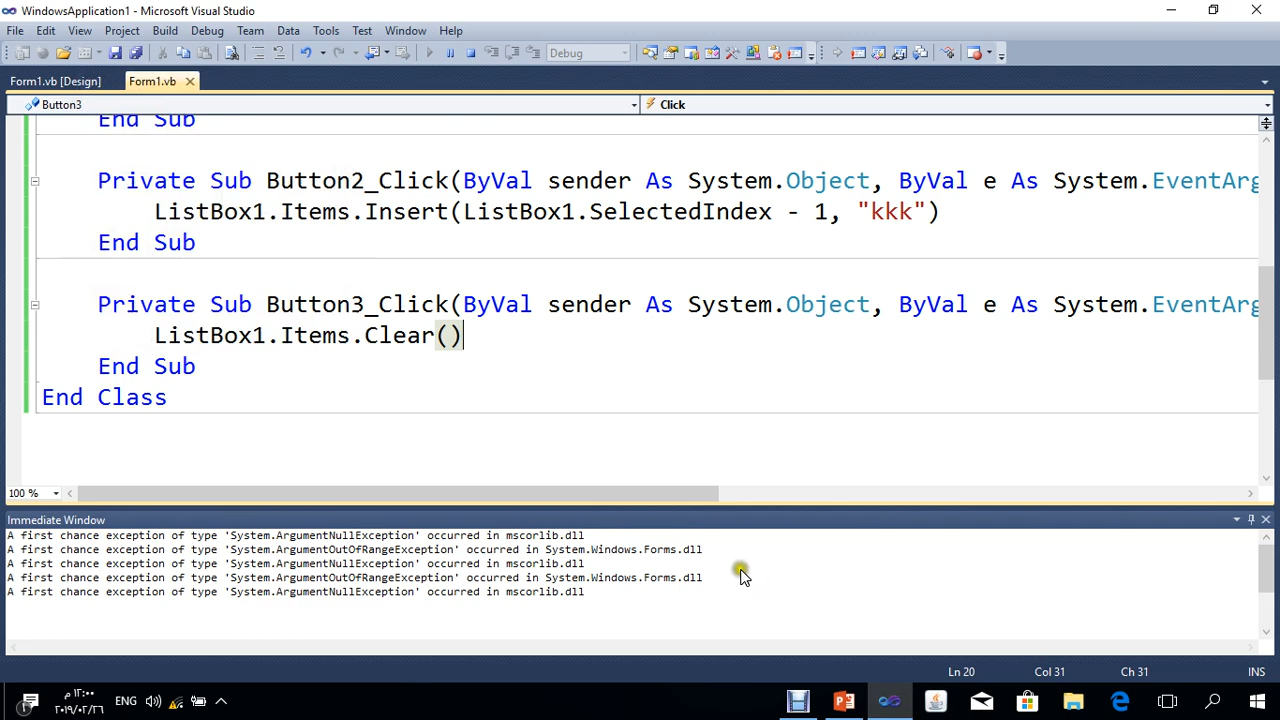 WindowsApplication1 - Microsoft Visual Studio
File Edit View Project Build Debug Team Data Tools Test Window Help
Debug
Form1.vb [Design] Form1.vb
Button3 Click
End Sub
Private Sub Button2_Click(ByVal sender As System.Object, ByVal e As System.EventArg
ListBox1.Items.Insert(ListBox1.SelectedIndex - 1, "kkk")
End Sub
Private Sub Button3_Click(ByVal sender As System.Object, ByVal e As System.EventArg
ListBox1.Items.Clear()
End Sub
End Class
100 %
Immediate Window
A first chance exception of type 'System.ArgumentNullException' occurred in mscorlib.dll
A first chance exception of type 'System.ArgumentOutOfRangeException' occurred in System.Windows.Forms.dll
A first chance exception of type 'System.ArgumentNullException' occurred in mscorlib.dll
A first chance exception of type 'System.ArgumentOutOfRangeException' occurred in System.Windows.Forms.dll
A first chance exception of type 'System.ArgumentNullException' occurred in mscorlib.dll
Ln 20 Col 31 Ch 31 INS
١٢:٠٠ م
ENG
٢٠١٩/٠٢/٢٦